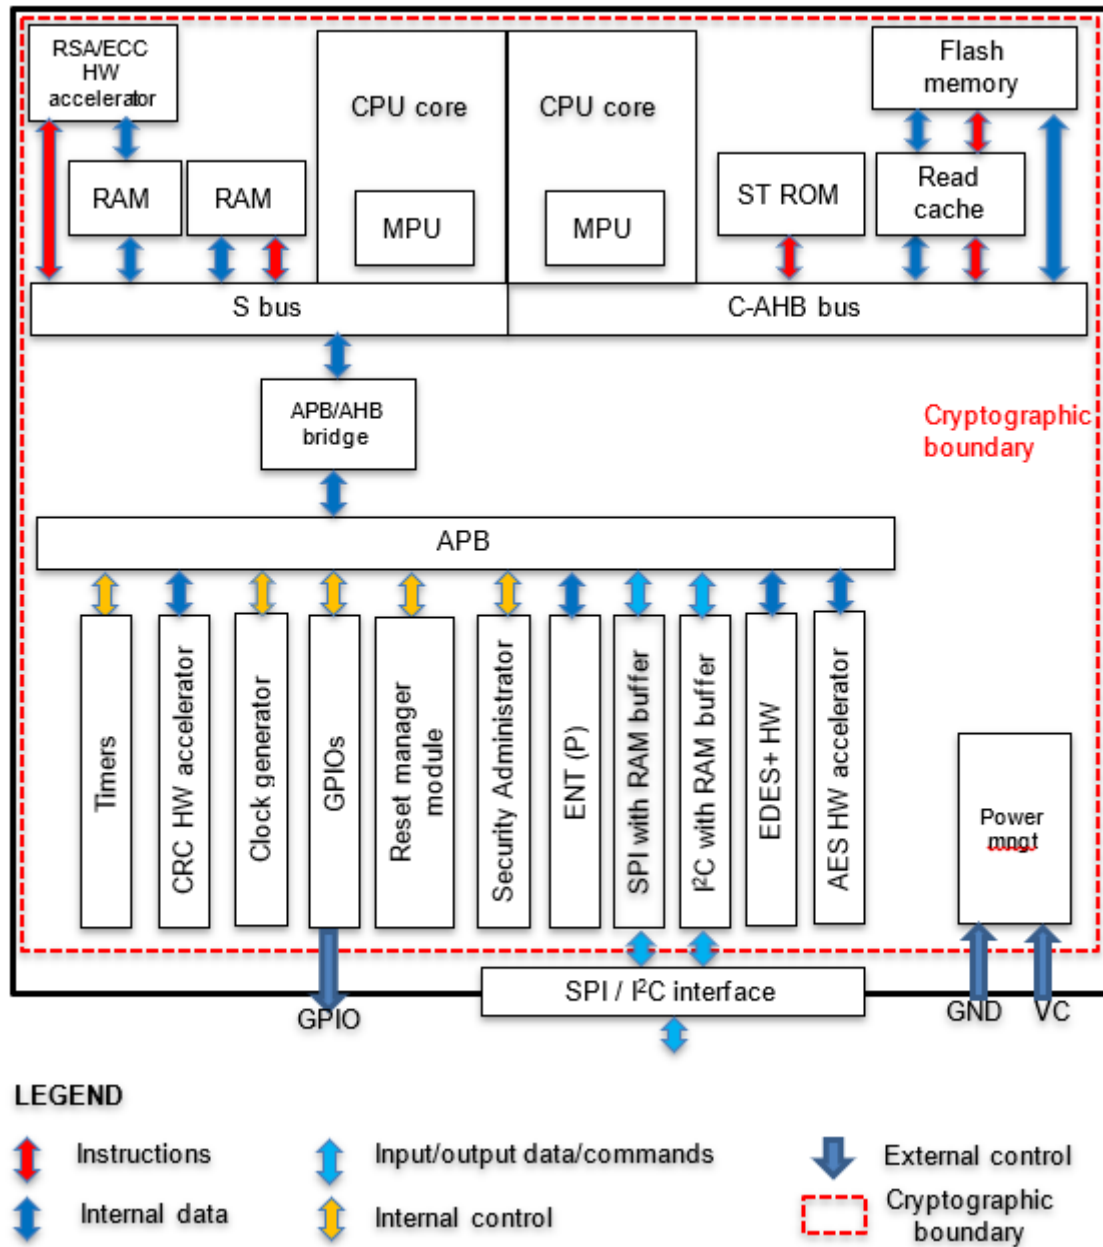 RSA/ECC
HW
accelerator
CPU core
CPU core
Flash
memory
RAM
RAM
MPU
MPU
ST ROM
Read
cache
S bus
C-AHB bus
APB/AHB
bridge
Cryptographic
boundary
APB
Timers
CRC HW accelerator
Clock generator
GPIOs
Reset manager
module
Security Administrator
ENT (P)
SPI with RAM buffer
I²C with RAM buffer
EDES+ HW
AES HW accelerator
Power
mngt
SPI / I²C interface
GPIO
GND
VC
LEGEND
Instructions
Input/output data/commands
External control
Internal data
Internal control
Cryptographic
boundary